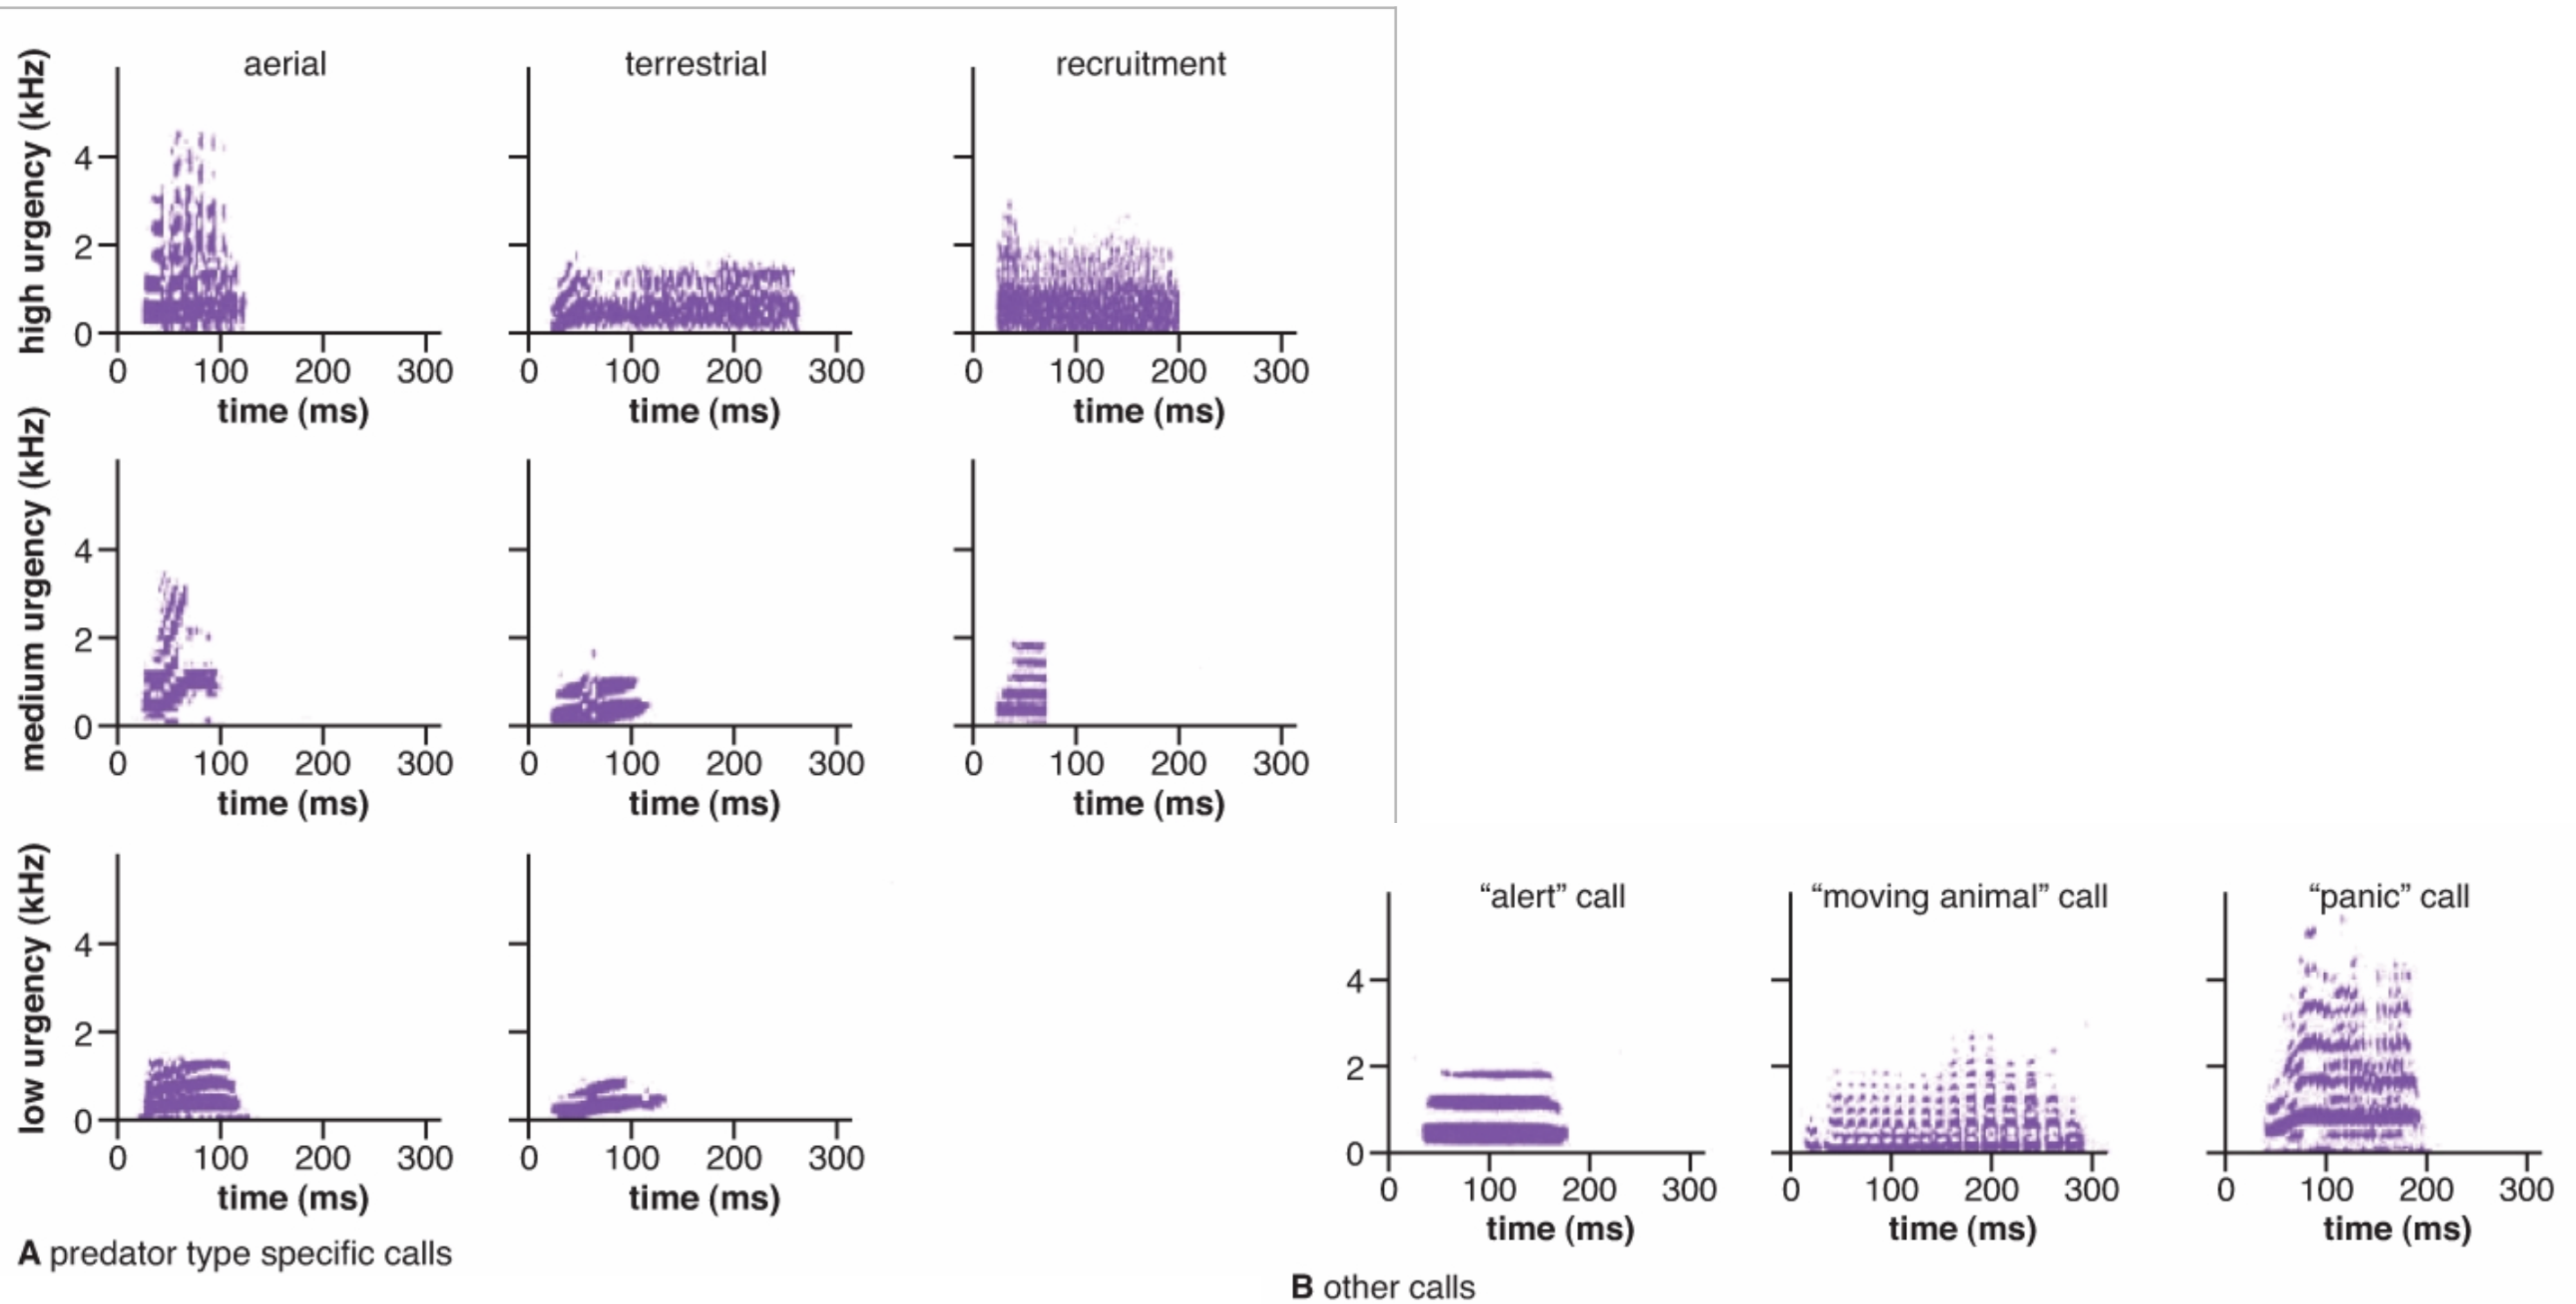 aerial terrestrial recruitment
high urgency (kHz)
4
2
0
0 100 200 300 0 100 200 300 0 100 200 300
time (ms) time (ms) time (ms)
medium urgency (kHz)
4
2
0
0 100 200 300 0 100 200 300 0 100 200 300
time (ms) time (ms) time (ms)
low urgency (kHz)
4
2
0
0 100 200 300 0 100 200 300
time (ms) time (ms)
A predator type specific calls
“alert” call “moving animal” call “panic” call
4
2
0
0 100 200 300 0 100 200 300 0 100 200 300
time (ms) time (ms) time (ms)
B other calls